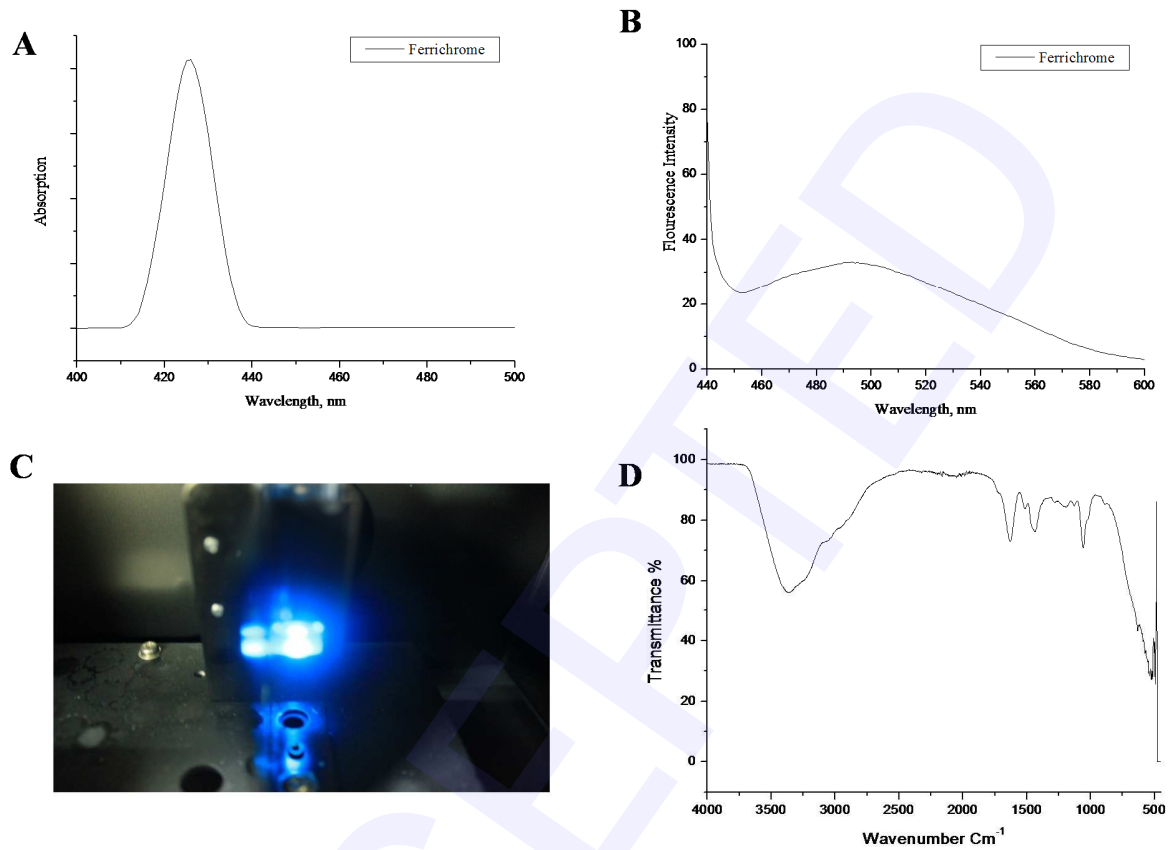 A
Ferrichrome
Absorption
400 420 440 460 480 500
Wavelength, nm
B
Ferrichrome
100
80
60
40
20
0
Flourescence Intensity
440 460 480 500 520 540 560 580 600
Wavelength, nm
C
D
100
80
60
40
20
0
Transmittance %
4000 3500 3000 2500 2000 1500 1000 500
Wavenumber Cm⁻¹
CEPTED